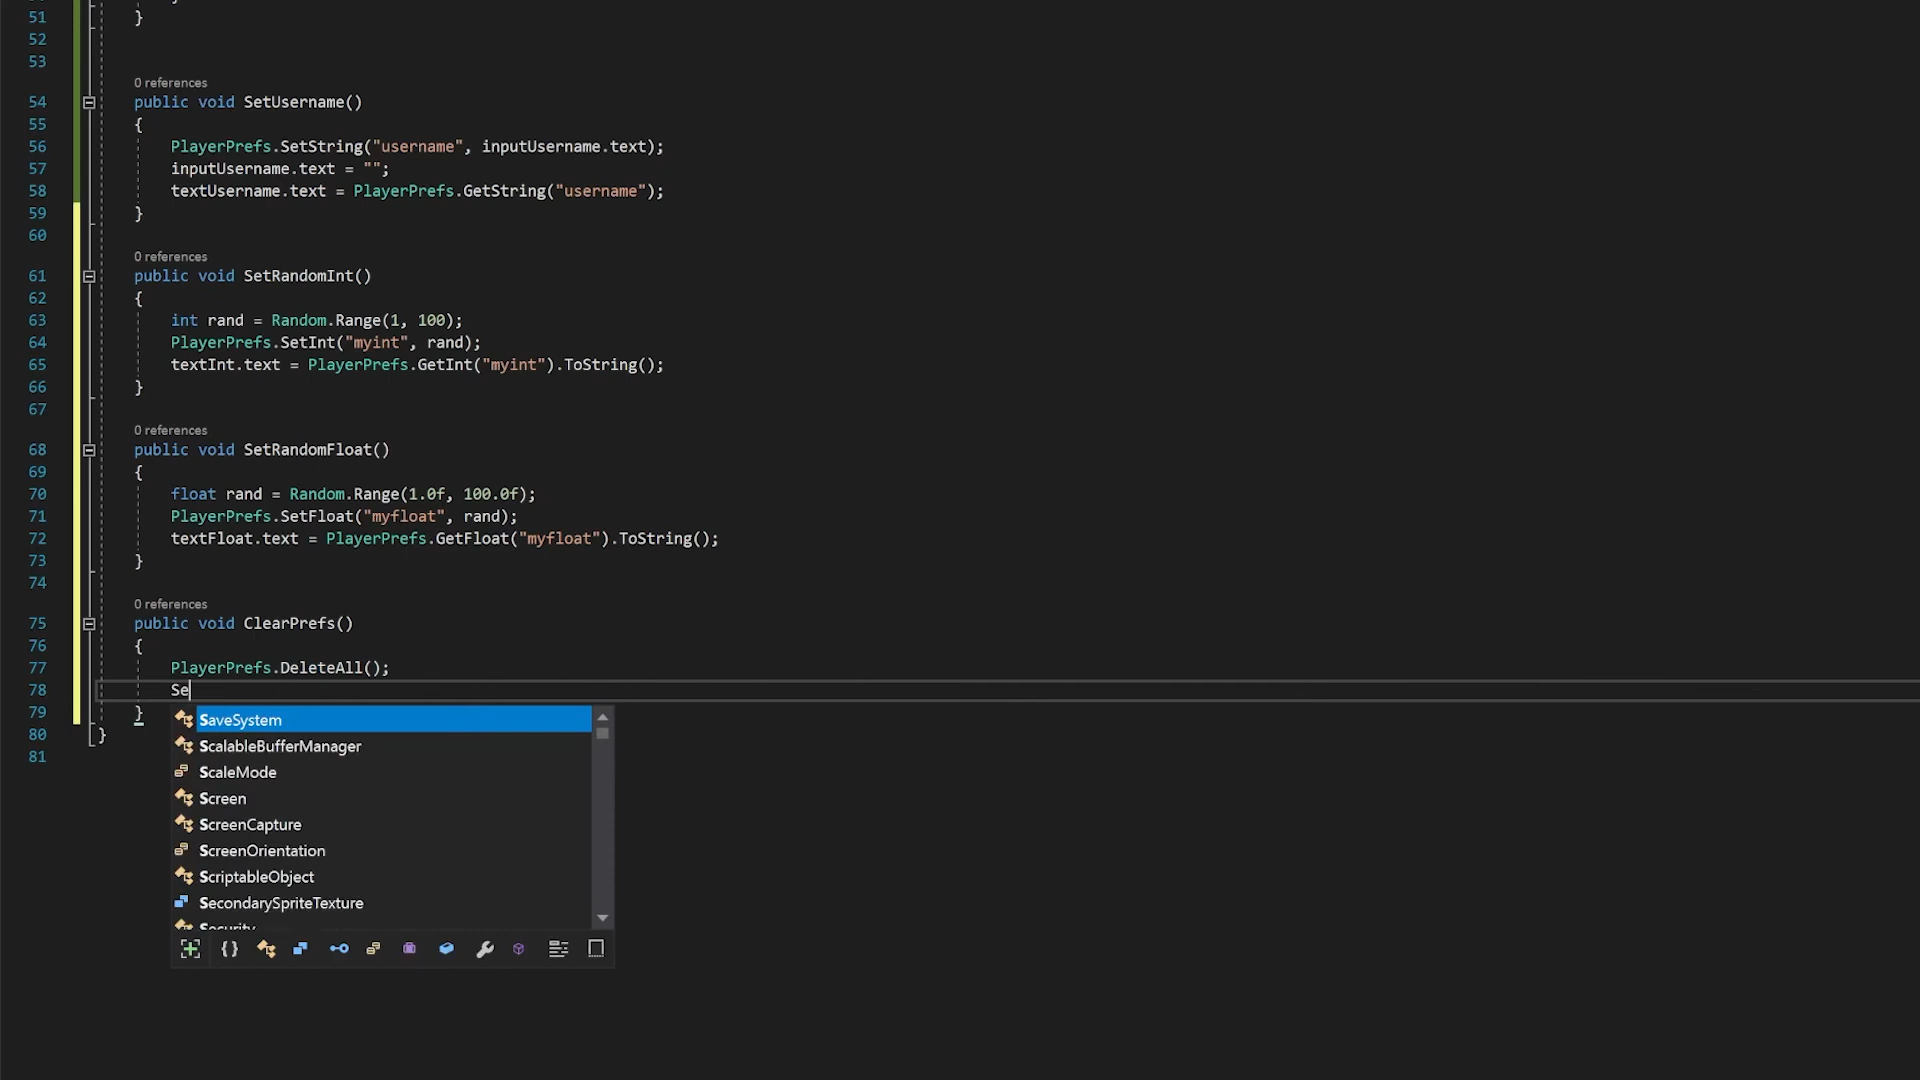 51 }
52
53
0 references
54 public void SetUsername()
55 {
56 PlayerPrefs.SetString("username", inputUsername.text);
57 inputUsername.text = "";
58 textUsername.text = PlayerPrefs.GetString("username");
59 }
60
0 references
61 public void SetRandomInt()
62 {
63 int rand = Random.Range(1, 100);
64 PlayerPrefs.SetInt("myint", rand);
65 textInt.text = PlayerPrefs.GetInt("myint").ToString();
66 }
67
0 references
68 public void SetRandomFloat()
69 {
70 float rand = Random.Range(1.0f, 100.0f);
71 PlayerPrefs.SetFloat("myfloat", rand);
72 textFloat.text = PlayerPrefs.GetFloat("myfloat").ToString();
73 }
74
0 references
75 public void ClearPrefs()
76 {
77 PlayerPrefs.DeleteAll();
78 Se
79 }
80 }
81
SaveSystem
ScalableBufferManager
ScaleMode
Screen
ScreenCapture
ScreenOrientation
ScriptableObject
SecondarySpriteTexture
Security